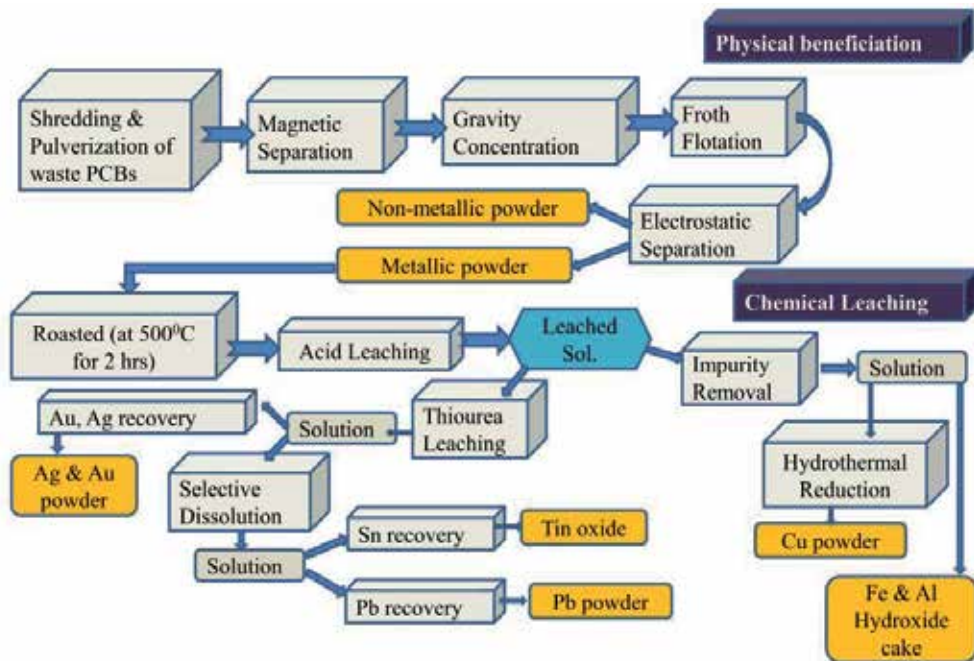 Physical beneficiation
Shredding &
Pulverization of
waste PCBs
Magnetic
Separation
Gravity
Concentration
Froth
Flotation
Non-metallic powder
Electrostatic
Separation
Metallic powder
Chemical Leaching
Roasted (at 500⁰C
for 2 hrs)
Acid Leaching
Leached
Sol.
Impurity
Removal
Solution
Au, Ag recovery
Solution
Thiourea
Leaching
Ag & Au
powder
Selective
Dissolution
Hydrothermal
Reduction
Sn recovery
Tin oxide
Cu powder
Solution
Pb recovery
Pb powder
Fe & Al
Hydroxide
cake